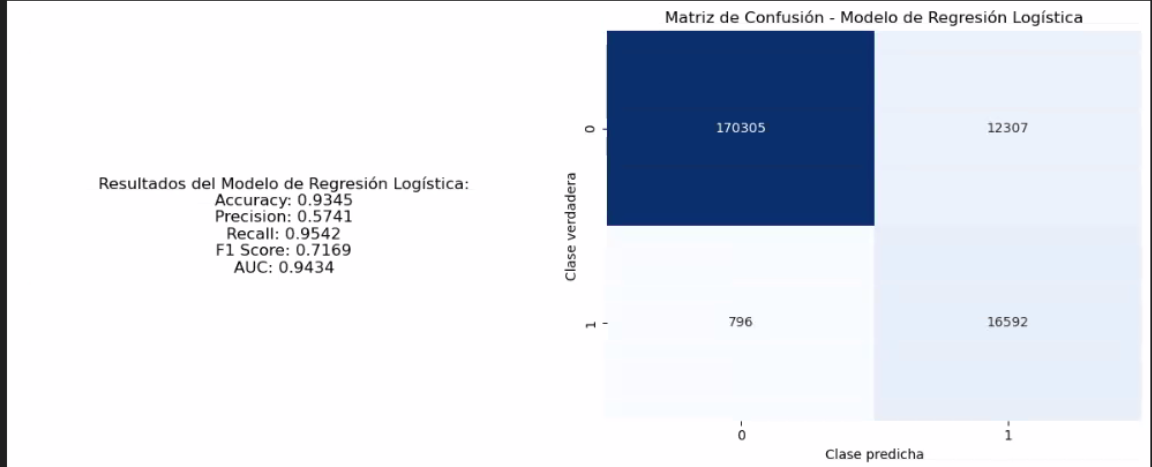 Resultados del Modelo de Regresión Logística:
Accuracy: 0.9345
Precision: 0.5741
Recall: 0.9542
F1 Score: 0.7169
AUC: 0.9434
Matriz de Confusión - Modelo de Regresión Logística
Clase verdadera
0
170305
12307
1
796
16592
0
1
Clase predicha